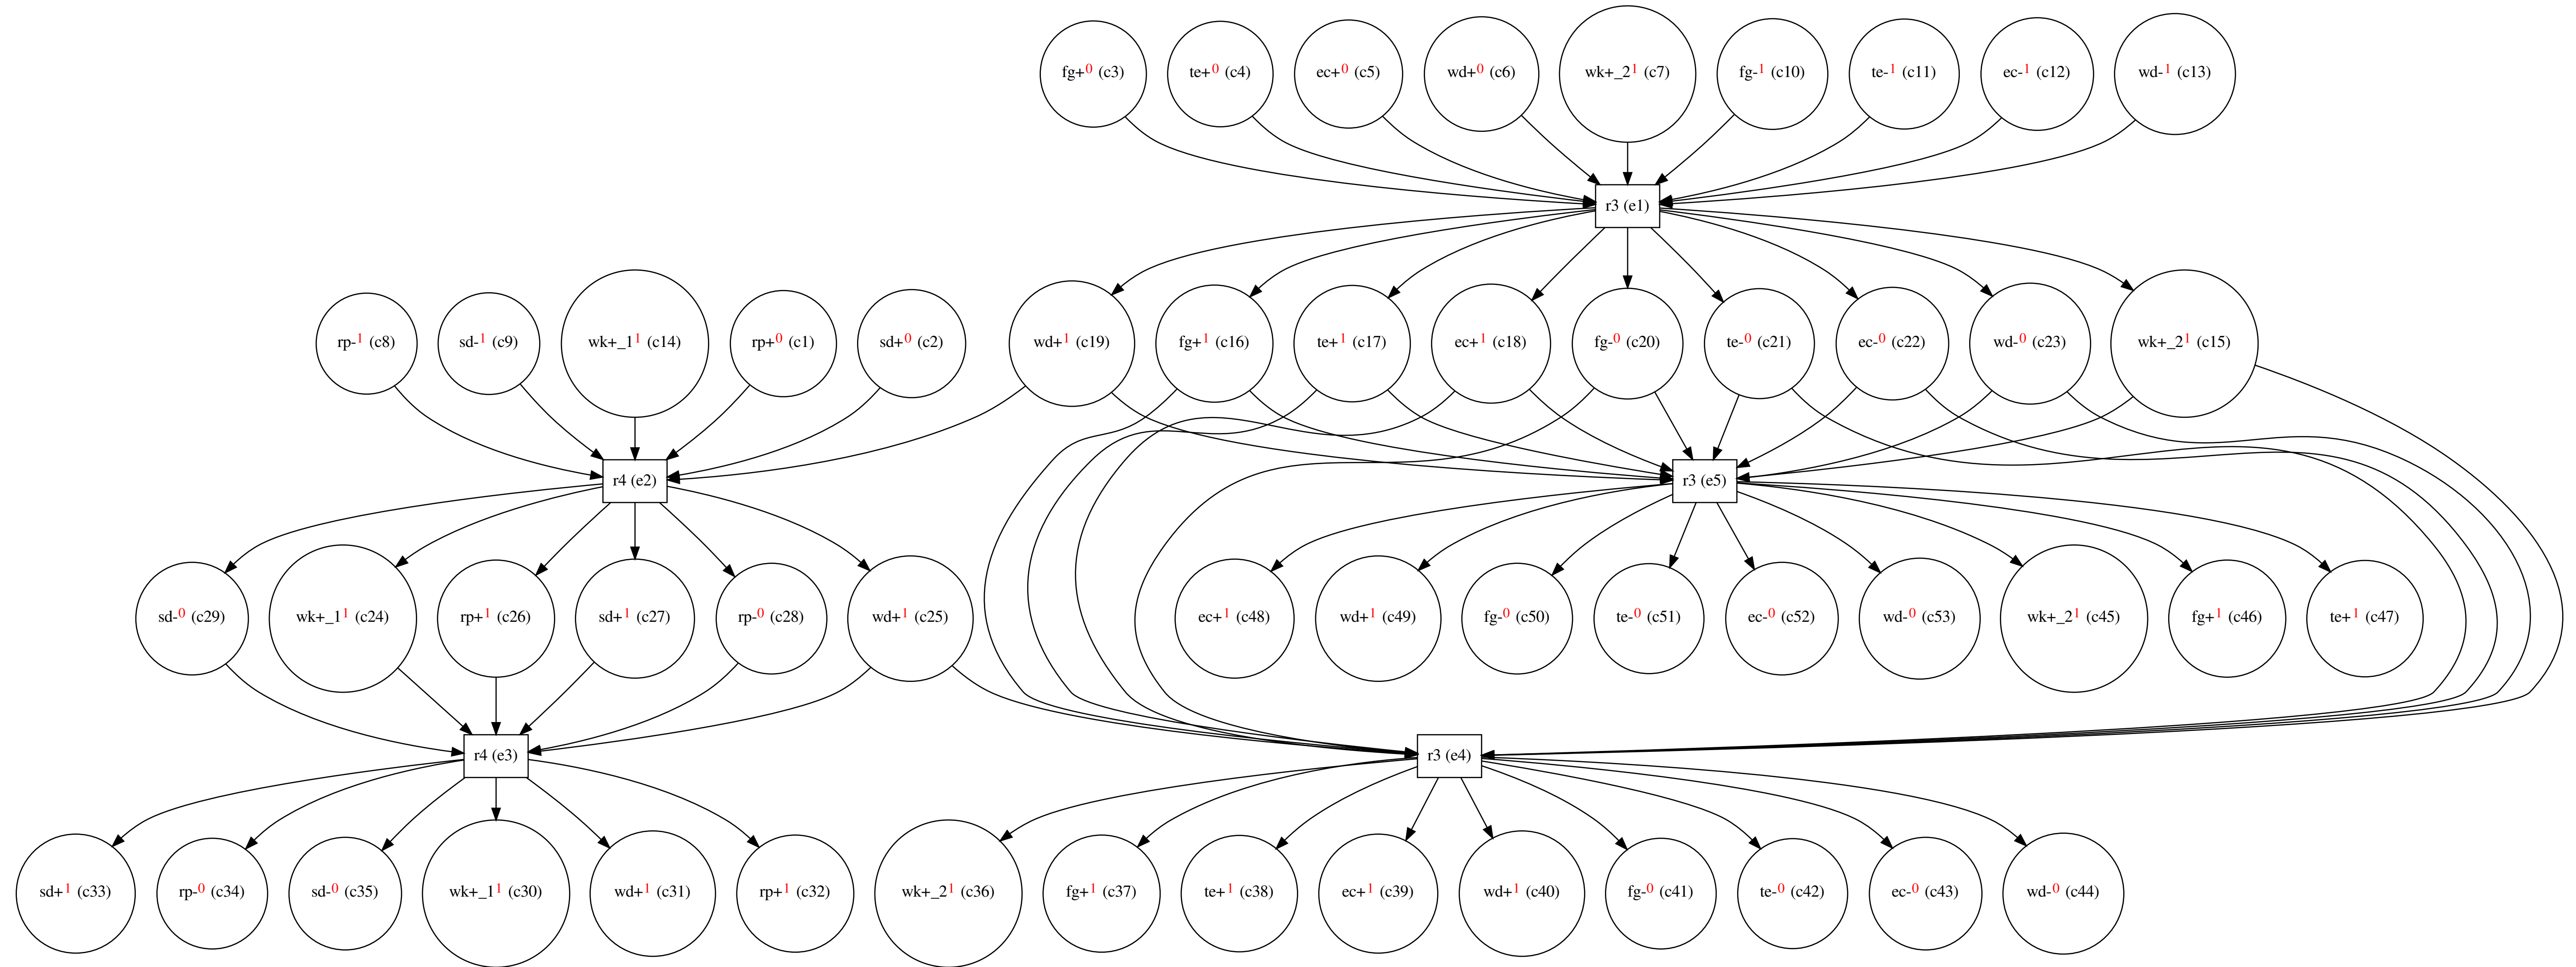 fg+0 (c3)
te+0 (c4)
ec+0 (c5)
wd+0 (c6)
wk+_21 (c7)
fg-1 (c10)
te-1 (c11)
ec-1 (c12)
wd-1 (c13)
r3 (e1)
rp-1 (c8)
sd-1 (c9)
wk+_11 (c14)
rp+0 (c1)
sd+0 (c2)
wd+1 (c19)
fg+1 (c16)
te+1 (c17)
ec+1 (c18)
fg-0 (c20)
te-0 (c21)
ec-0 (c22)
wd-0 (c23)
wk+_21 (c15)
r4 (e2)
r3 (e5)
sd-0 (c29)
wk+_11 (c24)
rp+1 (c26)
sd+1 (c27)
rp-0 (c28)
wd+1 (c25)
ec+1 (c48)
wd+1 (c49)
fg-0 (c50)
te-0 (c51)
ec-0 (c52)
wd-0 (c53)
wk+_21 (c45)
fg+1 (c46)
te+1 (c47)
r4 (e3)
r3 (e4)
sd+1 (c33)
rp-0 (c34)
sd-0 (c35)
wk+_11 (c30)
wd+1 (c31)
rp+1 (c32)
wk+_21 (c36)
fg+1 (c37)
te+1 (c38)
ec+1 (c39)
wd+1 (c40)
fg-0 (c41)
te-0 (c42)
ec-0 (c43)
wd-0 (c44)